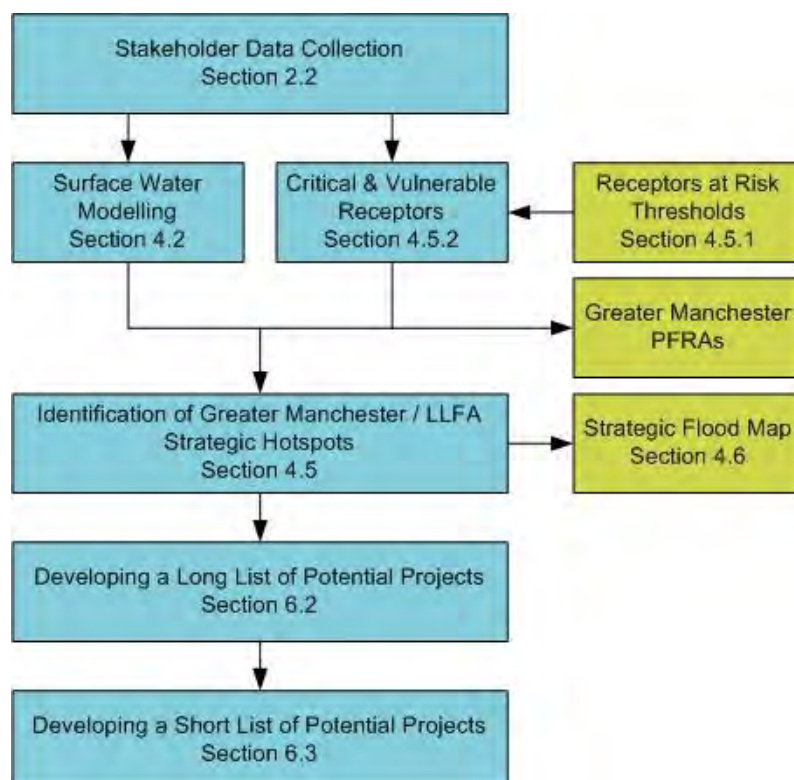 Stakeholder Data Collection
Section 2.2
Surface Water
Modelling
Section 4.2
Critical & Vulnerable
Receptors
Section 4.5.2
Receptors at Risk
Thresholds
Section 4.5.1
Greater Manchester
PFRAs
Identification of Greater Manchester / LLFA
Strategic Hotspots
Section 4.5
Strategic Flood Map
Section 4.6
Developing a Long List of Potential Projects
Section 6.2
Developing a Short List of Potential Projects
Section 6.3